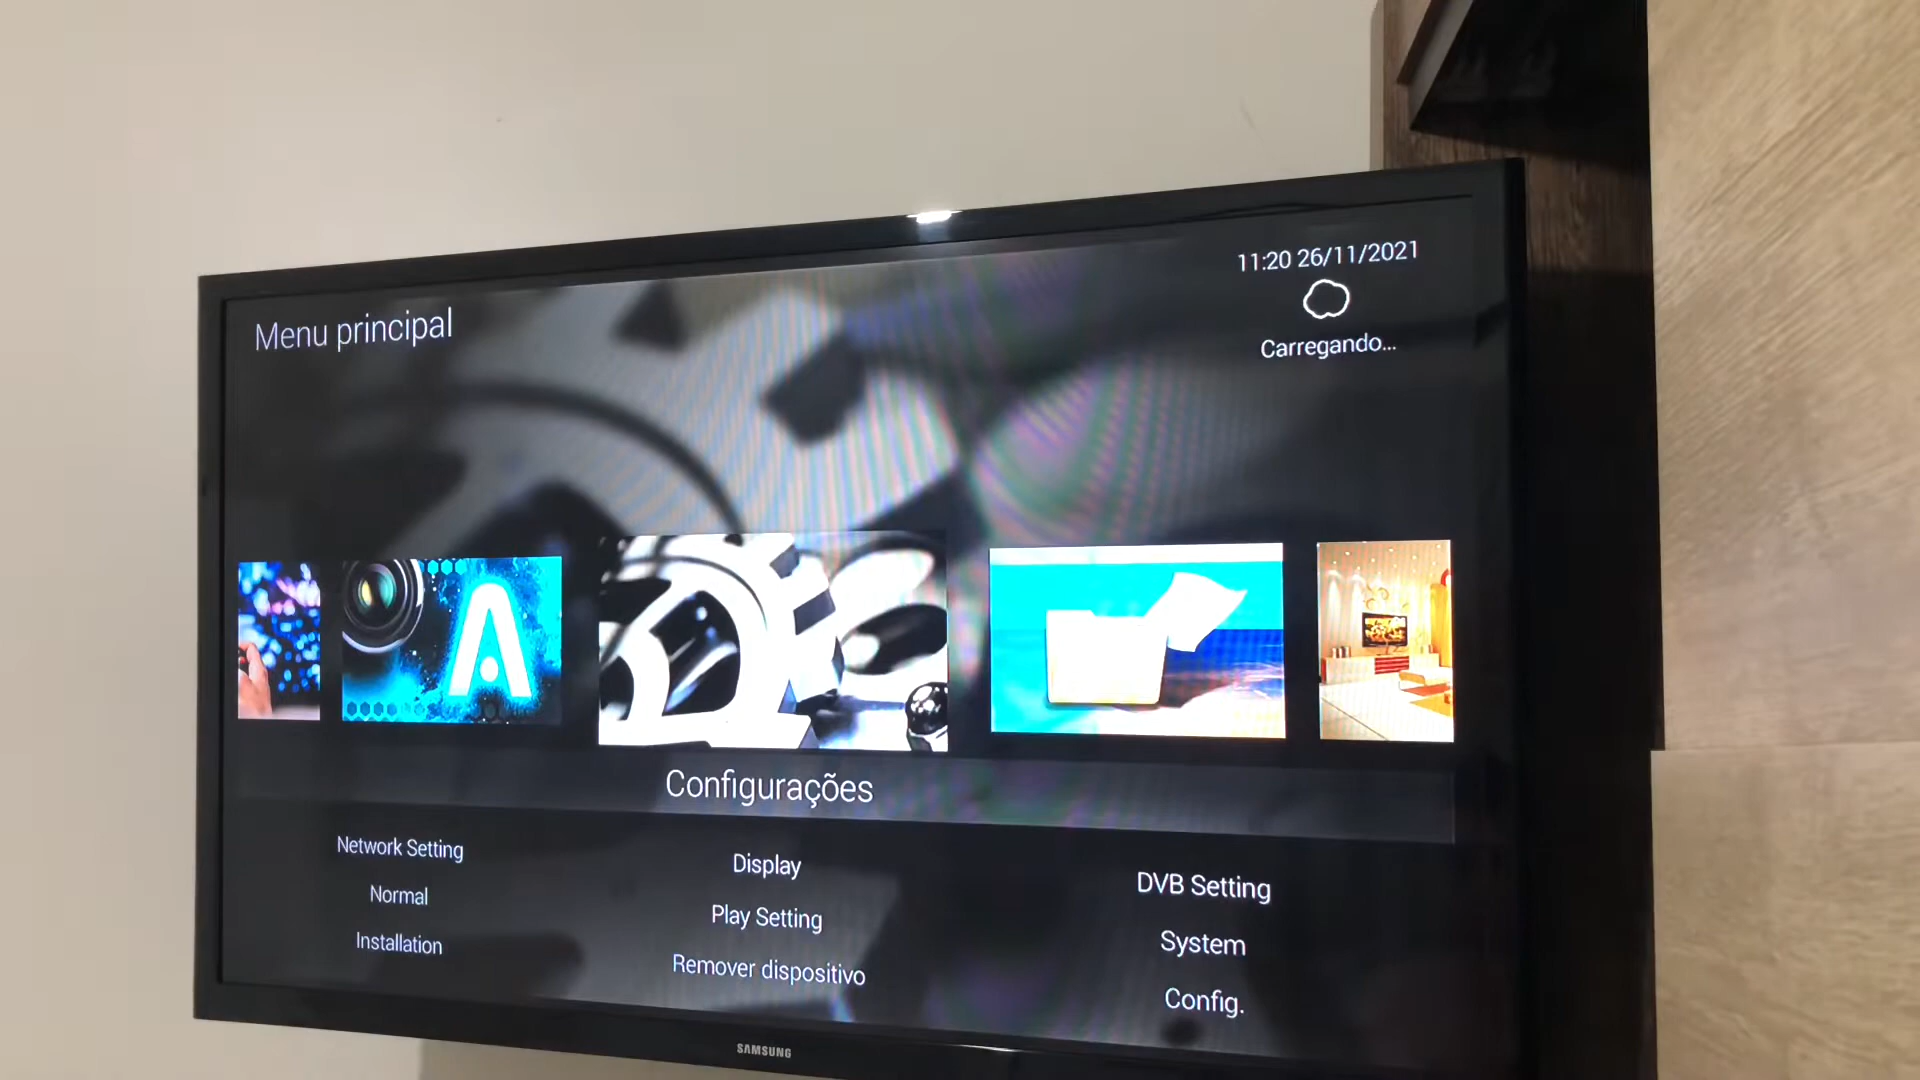 11:20 26/11/2021
Menu principal
Carregando...
Configurações
Network Setting
Display
DVB Setting
Normal
Play Setting
System
Installation
Remover dispositivo
Config.
SAMSUNG